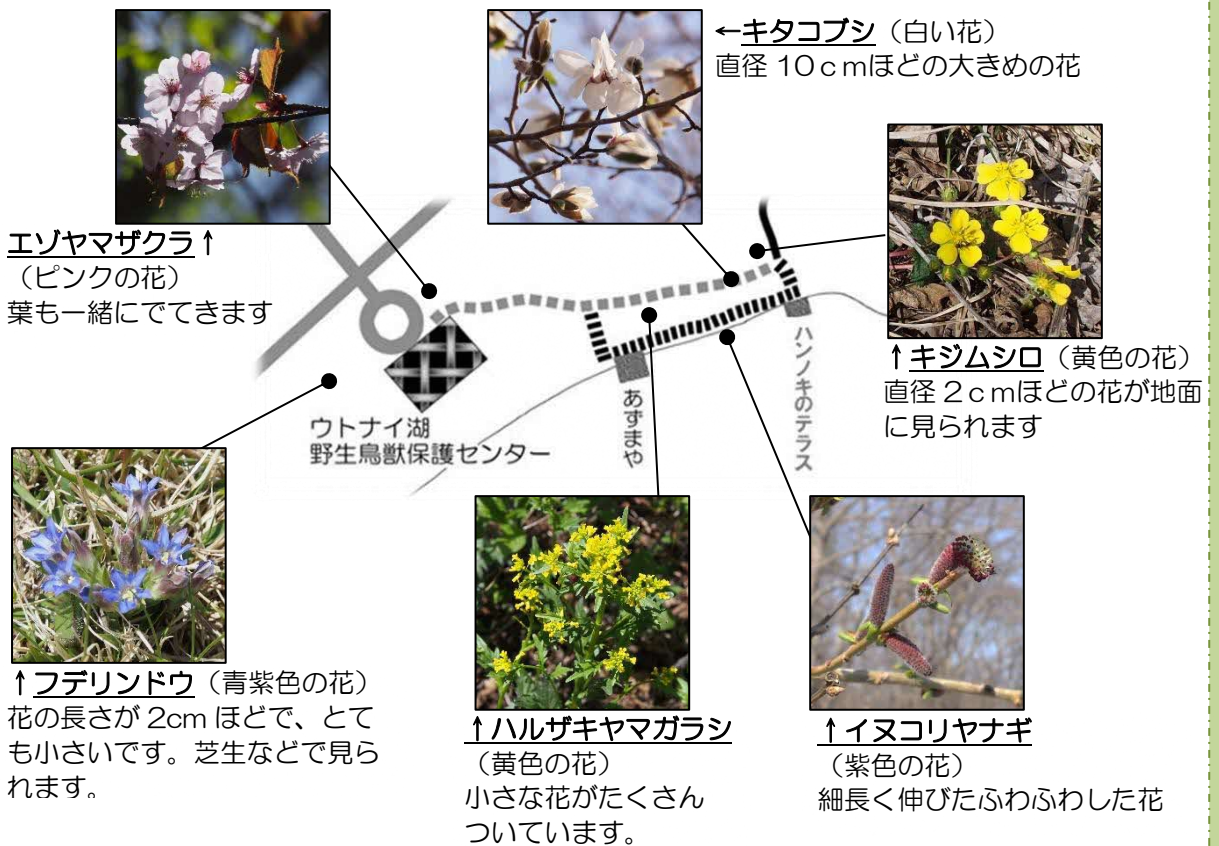 ←キタコブシ（白い花）
直径 10ｃｍほどの大きめの花
エゾヤマザクラ↑
（ピンクの花）
葉も一緒にでてきます
↑キジムシロ（黄色の花）
直径 2ｃｍほどの花が地面
に見られます
ハンノキのテラス
あずまや
ウトナイ湖
野生鳥獣保護センター
↑フデリンドウ（青紫色の花）
花の長さが 2cm ほどで、とて
も小さいです。芝生などで見ら
れます。
↑ハルザキヤマガラシ
（黄色の花）
小さな花がたくさん
ついています。
↑イヌコリヤナギ
（紫色の花）
細長く伸びたふわふわした花